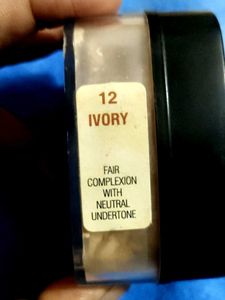 12
IVORY
FAIR
COMPLEXION
WITH
NEUTRAL
UNDERTONE